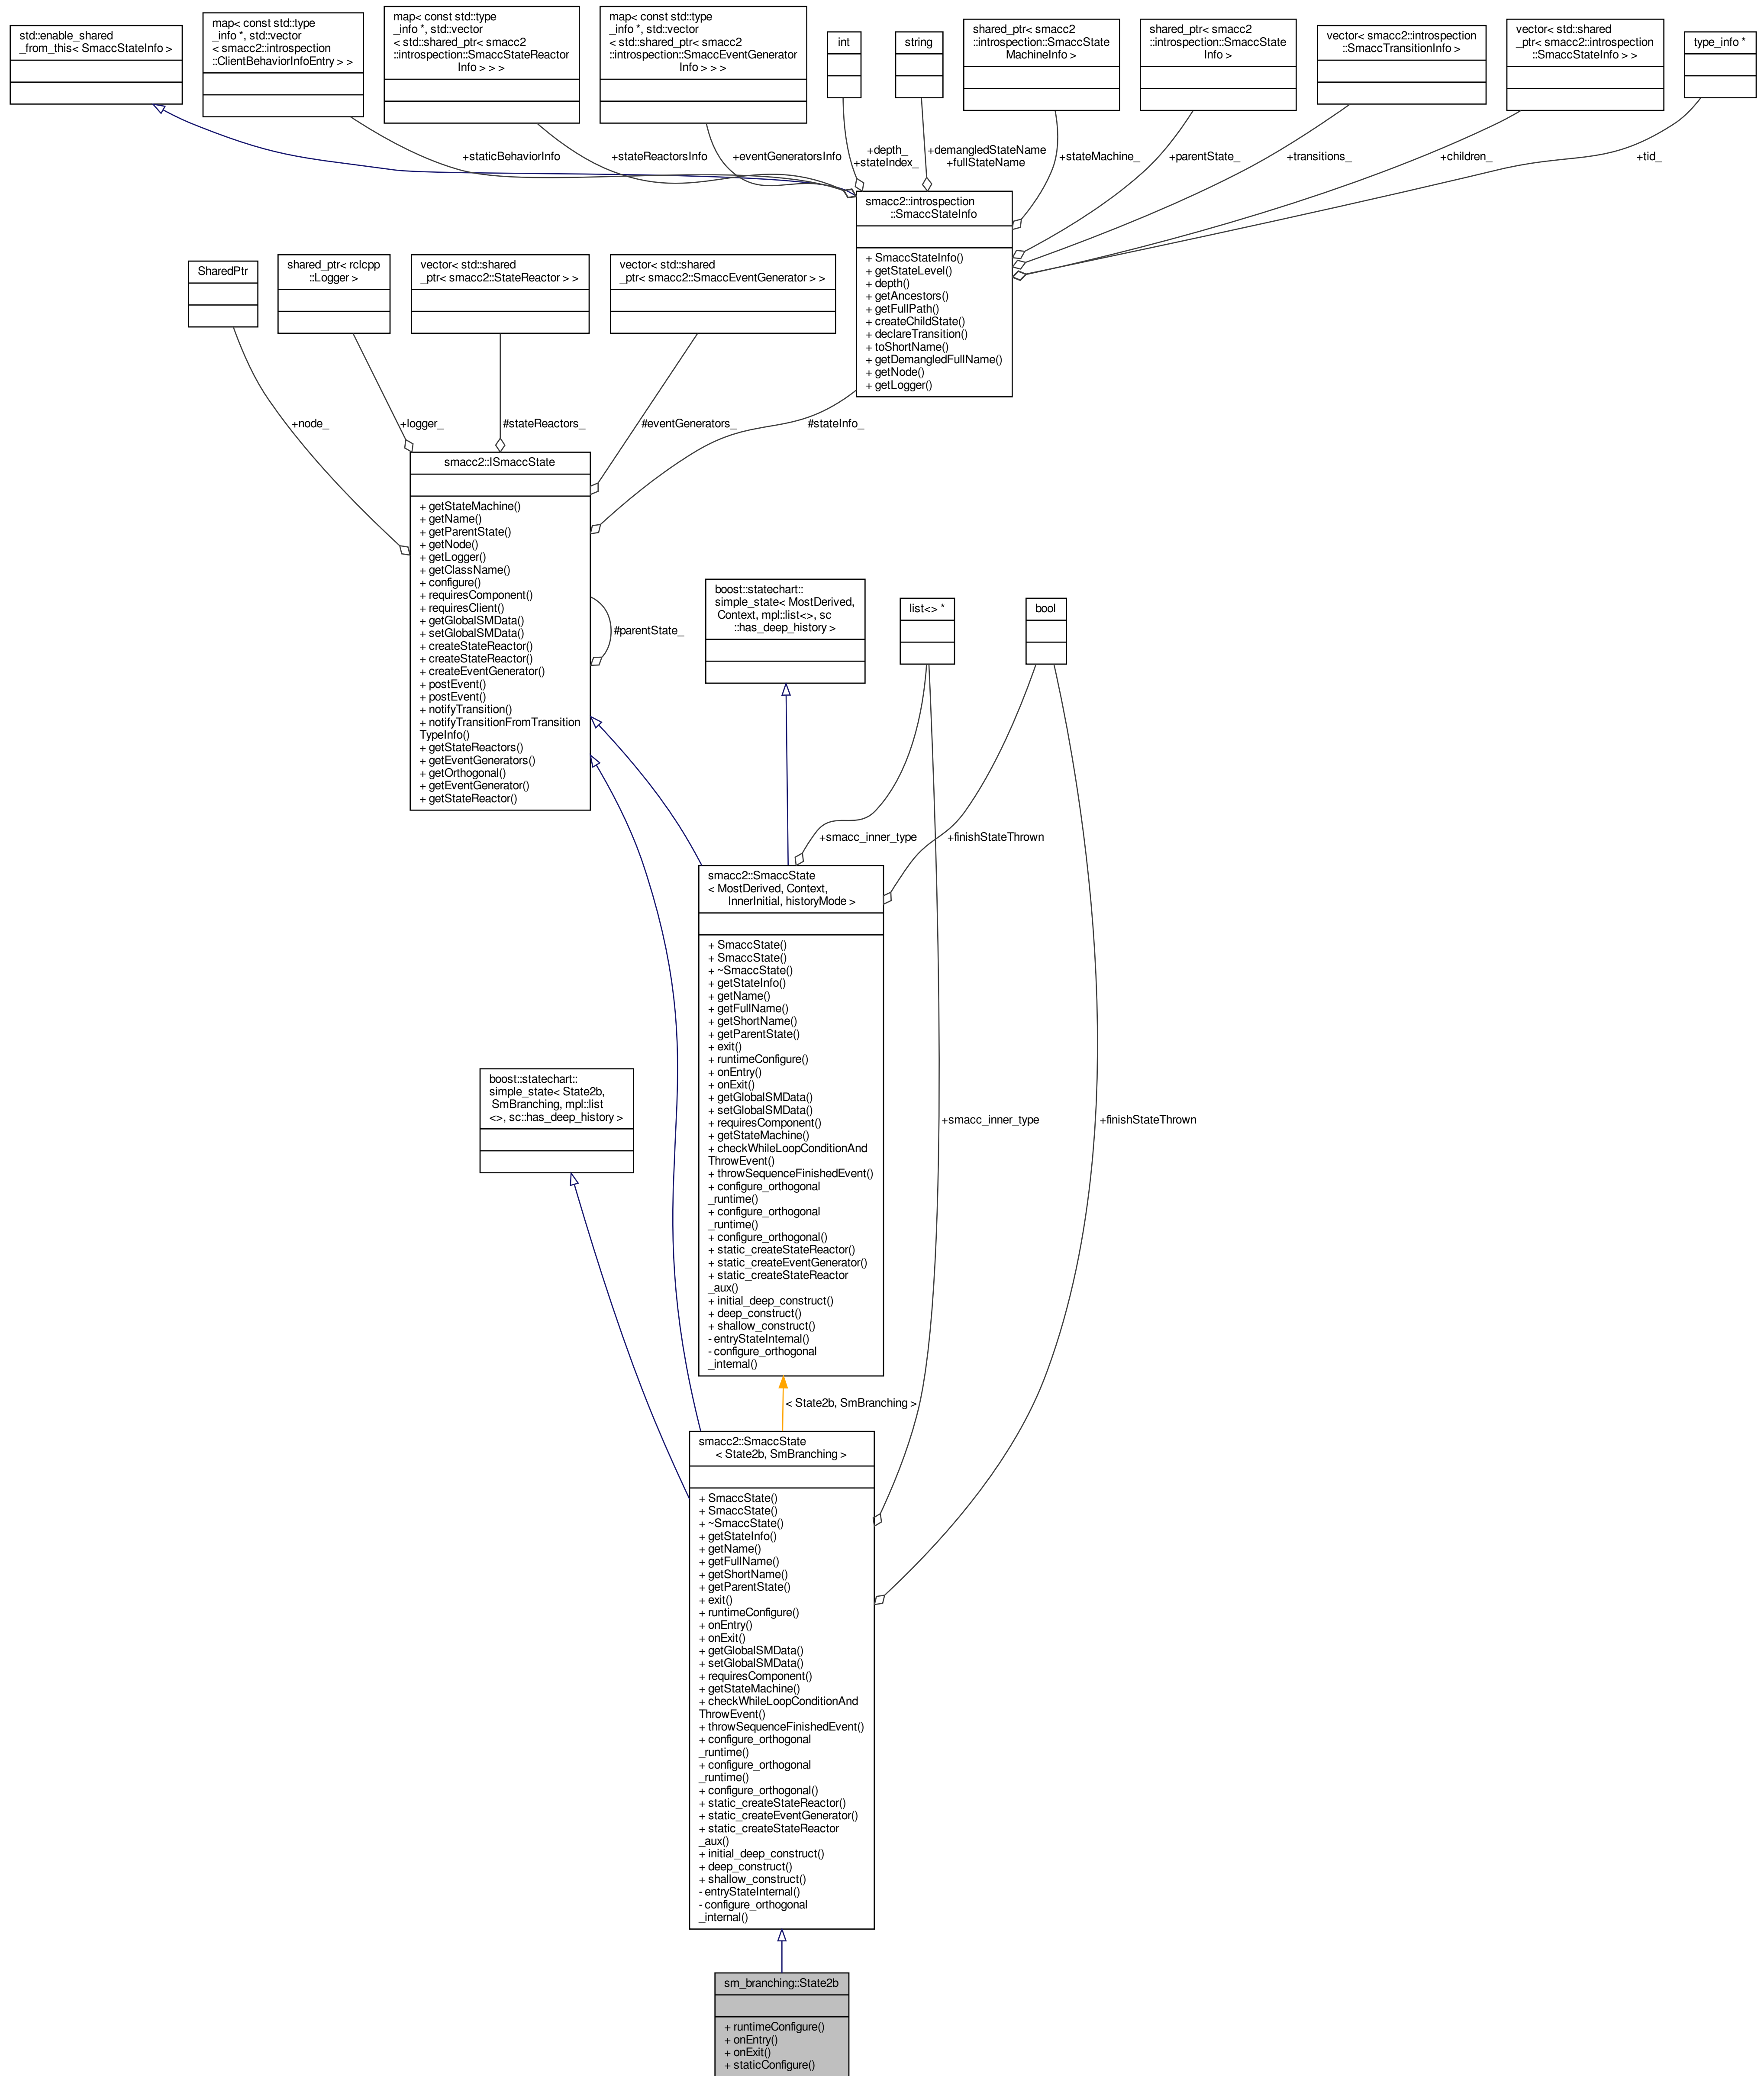 std::enable_shared
_from_this< SmaccStateInfo >
map< const std::type
_info *, std::vector
< smacc2::introspection
::ClientBehaviorInfoEntry > >
map< const std::type
_info *, std::vector
< std::shared_ptr< smacc2
::introspection::SmaccStateReactor
Info > > >
map< const std::type
_info *, std::vector
< std::shared_ptr< smacc2
::introspection::SmaccEventGenerator
Info > > >
int
string
shared_ptr< smacc2
::introspection::SmaccState
MachineInfo >
shared_ptr< smacc2
::introspection::SmaccState
Info >
vector< smacc2::introspection
::SmaccTransitionInfo >
vector< std::shared
_ptr< smacc2::introspection
::SmaccStateInfo > >
type_info *
+staticBehaviorInfo
+stateReactorsInfo
+eventGeneratorsInfo
+depth_
+stateIndex_
+demangledStateName
+fullStateName
+stateMachine_
+parentState_
+transitions_
+children_
+tid_
smacc2::introspection
::SmaccStateInfo
+ SmaccStateInfo()
+ getStateLevel()
+ depth()
+ getAncestors()
+ getFullPath()
+ createChildState()
+ declareTransition()
+ toShortName()
+ getDemangledFullName()
+ getNode()
+ getLogger()
SharedPtr
shared_ptr< rclcpp
::Logger >
vector< std::shared
_ptr< smacc2::StateReactor > >
vector< std::shared
_ptr< smacc2::SmaccEventGenerator > >
+node_
+logger_
#stateReactors_
#eventGenerators_
#stateInfo_
smacc2::ISmaccState
+ getStateMachine()
+ getName()
+ getParentState()
+ getNode()
+ getLogger()
+ getClassName()
+ configure()
+ requiresComponent()
+ requiresClient()
+ getGlobalSMData()
+ setGlobalSMData()
+ createStateReactor()
+ createStateReactor()
+ createEventGenerator()
+ postEvent()
+ postEvent()
+ notifyTransition()
+ notifyTransitionFromTransition
TypeInfo()
+ getStateReactors()
+ getEventGenerators()
+ getOrthogonal()
+ getEventGenerator()
+ getStateReactor()
#parentState_
boost::statechart::
simple_state< MostDerived,
Context, mpl::list<>, sc
::has_deep_history >
list<> *
bool
+smacc_inner_type
+finishStateThrown
smacc2::SmaccState
< MostDerived, Context,
InnerInitial, historyMode >
+ SmaccState()
+ SmaccState()
+ ~SmaccState()
+ getStateInfo()
+ getName()
+ getFullName()
+ getShortName()
+ getParentState()
+ exit()
+ runtimeConfigure()
+ onEntry()
+ onExit()
+ getGlobalSMData()
+ setGlobalSMData()
+ requiresComponent()
+ getStateMachine()
+ checkWhileLoopConditionAnd
ThrowEvent()
+ throwSequenceFinishedEvent()
+ configure_orthogonal
_runtime()
+ configure_orthogonal
_runtime()
+ configure_orthogonal()
+ static_createStateReactor()
+ static_createEventGenerator()
+ static_createStateReactor
_aux()
+ initial_deep_construct()
+ deep_construct()
+ shallow_construct()
- entryStateInternal()
- configure_orthogonal
_internal()
boost::statechart::
simple_state< State2b,
SmBranching, mpl::list
<>, sc::has_deep_history >
+smacc_inner_type
+finishStateThrown
< State2b, SmBranching >
smacc2::SmaccState
< State2b, SmBranching >
+ SmaccState()
+ SmaccState()
+ ~SmaccState()
+ getStateInfo()
+ getName()
+ getFullName()
+ getShortName()
+ getParentState()
+ exit()
+ runtimeConfigure()
+ onEntry()
+ onExit()
+ getGlobalSMData()
+ setGlobalSMData()
+ requiresComponent()
+ getStateMachine()
+ checkWhileLoopConditionAnd
ThrowEvent()
+ throwSequenceFinishedEvent()
+ configure_orthogonal
_runtime()
+ configure_orthogonal
_runtime()
+ configure_orthogonal()
+ static_createStateReactor()
+ static_createEventGenerator()
+ static_createStateReactor
_aux()
+ initial_deep_construct()
+ deep_construct()
+ shallow_construct()
- entryStateInternal()
- configure_orthogonal
_internal()
sm_branching::State2b
+ runtimeConfigure()
+ onEntry()
+ onExit()
+ staticConfigure()